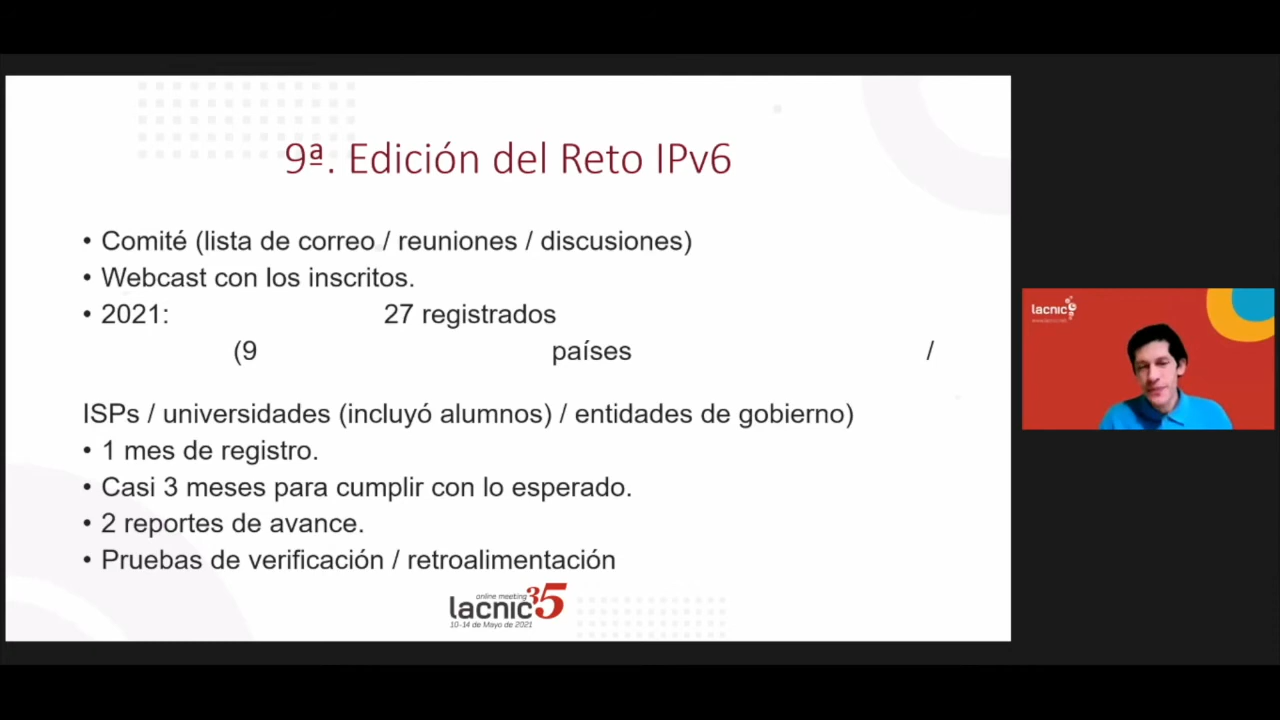 9ª. Edición del Reto IPv6
• Comité (lista de correo / reuniones / discusiones)
• Webcast con los inscritos.
• 2021: 27 registrados
(9 países /
ISPs / universidades (incluyó alumnos) / entidades de gobierno)
• 1 mes de registro.
• Casi 3 meses para cumplir con lo esperado.
• 2 reportes de avance.
• Pruebas de verificación / retroalimentación
online meeting
lacnic35
10-14 de Mayo de 2021
lacnic